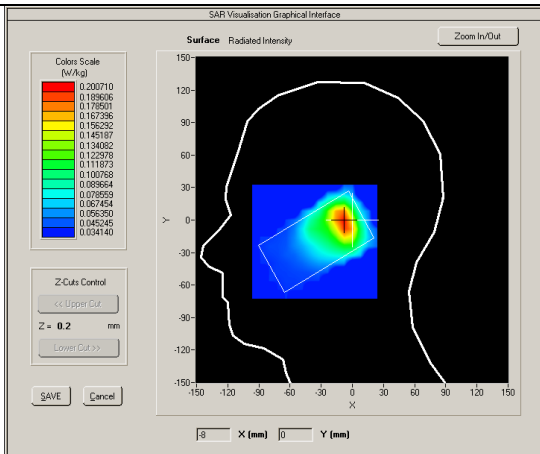 SAR Visualisation Graphical Interface
Surface Radiated Intensity
Zoom In/Out
Colors Scale
(W/kg)
0.200710
0.189606
0.178501
0.167396
0.156292
0.145187
0.134082
0.122978
0.111873
0.100768
0.089664
0.078559
0.067454
0.056350
0.045245
0.034140
Z-Cuts Control
<< Upper Cut
Z = 0.2 mm
Lower Cut >>
SAVE Cancel
150
120
90
60
30
0
-30
-60
-90
-120
-150
Y
-150 -120 -90 -60 -30 0 30 60 90 120 150
X
-8 X (mm) 0 Y (mm)